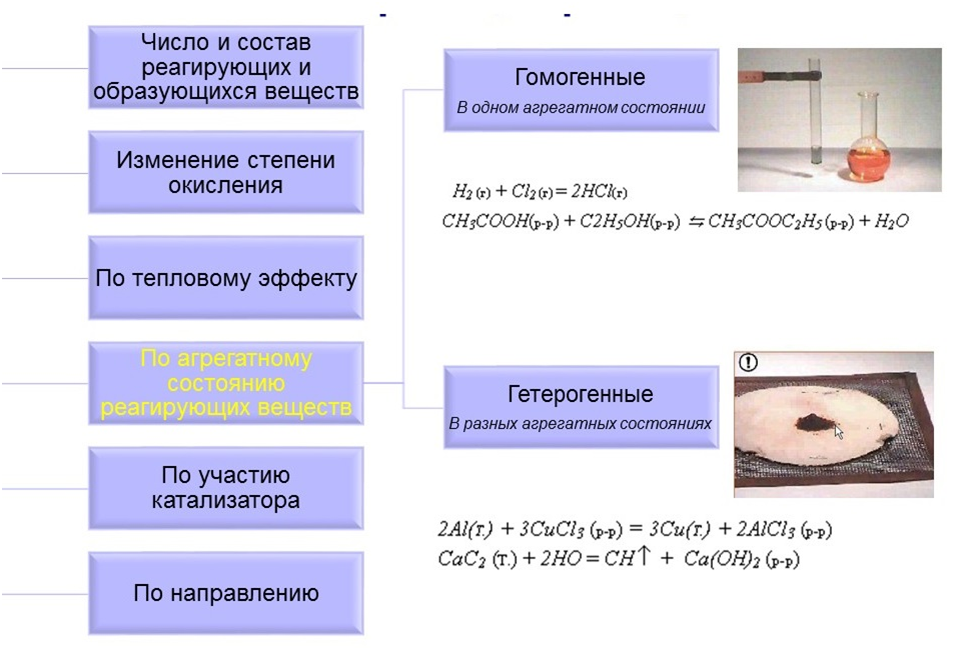 Число и состав
реагирующих и
образующихся веществ
Изменение степени
окисления
По тепловому эффекту
По агрегатному
состоянию
реагирующих веществ
По участию
катализатора
По направлению
Гомогенные
В одном агрегатном состоянии
H₂ (г) + Cl₂ (г) = 2HCl(г)
CH₃COOH(р-р) + C2H₅OH(р-р) ⇆ CH₃COOC₂H₅ (р-р) + H₂O
Гетерогенные
В разных агрегатных состояниях
!
2Al(т.) + 3CuCl₃ (р-р) = 3Cu(т.) + 2AlCl₃ (р-р)
CaC₂ (т.) + 2HO = CH↑ + Ca(OH)₂ (р-р)